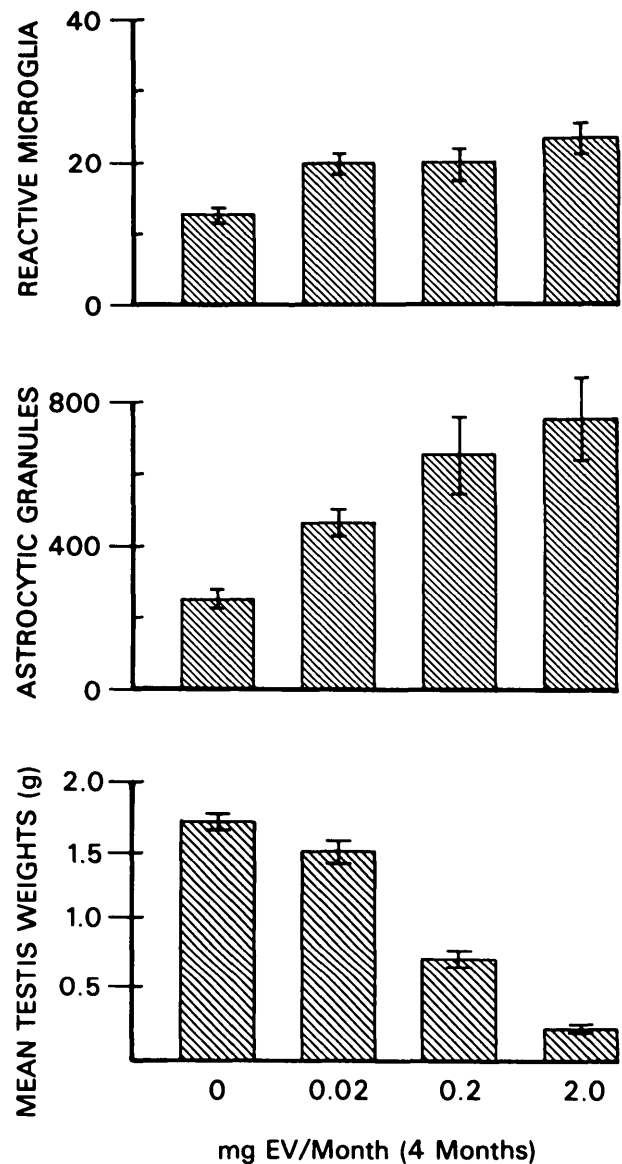 REACTIVE MICROGLIA
40
20
0
ASTROCYTIC GRANULES
800
400
0
MEAN TESTIS WEIGHTS (g)
2.0
1.5
1.0
0.5
0 0.02 0.2 2.0
mg EV/Month (4 Months)